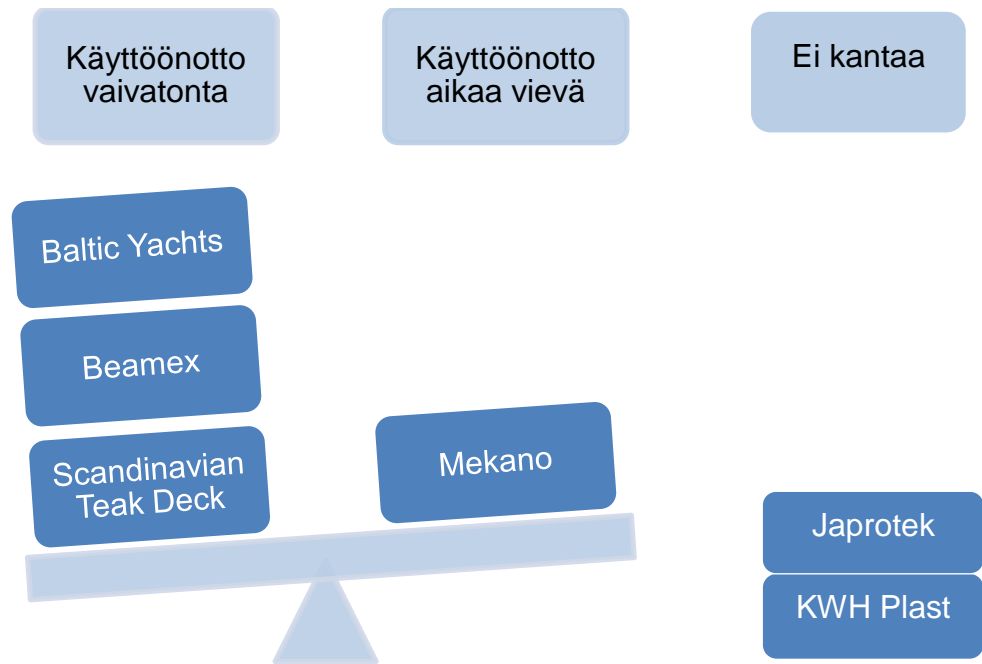 Käyttöönotto
vaivatonta
Käyttöönotto
aikaa vievä
Ei kantaa
Baltic Yachts
Beamex
Scandinavian
Teak Deck
Mekano
Japrotek
KWH Plast